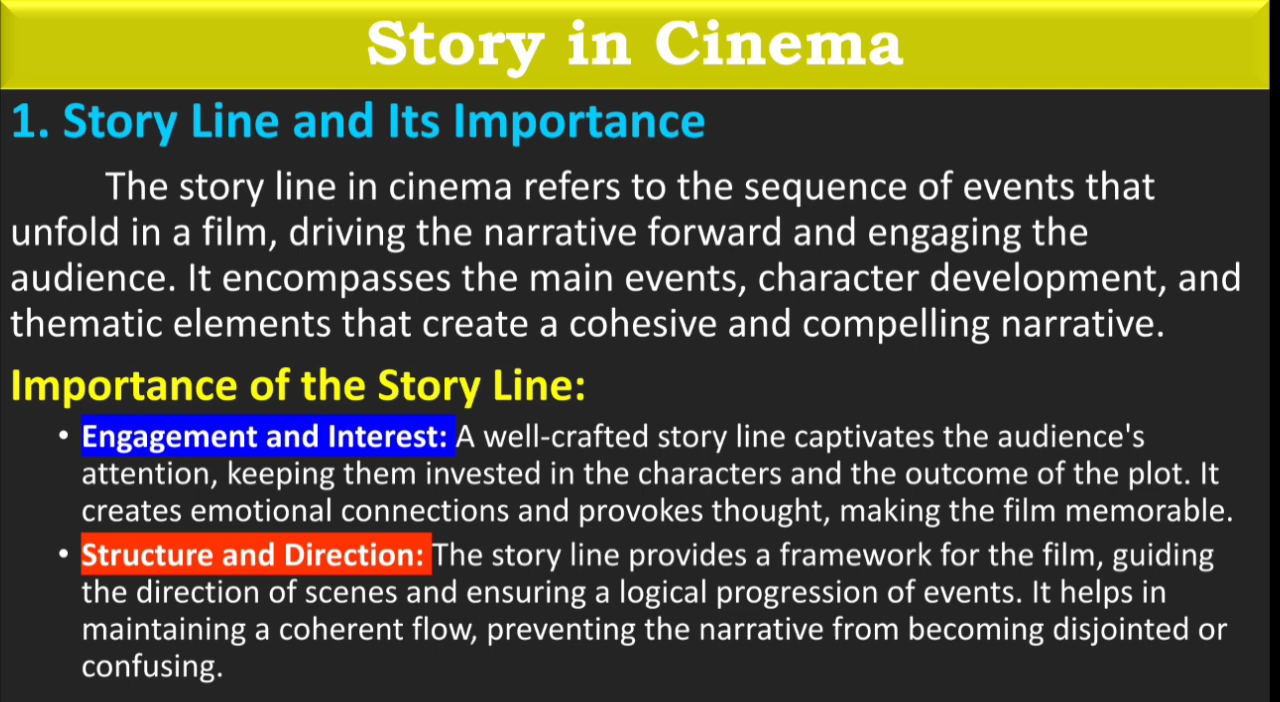 Story in Cinema
1. Story Line and Its Importance
The story line in cinema refers to the sequence of events that
unfold in a film, driving the narrative forward and engaging the
audience. It encompasses the main events, character development, and
thematic elements that create a cohesive and compelling narrative.
Importance of the Story Line:
• Engagement and Interest: A well-crafted story line captivates the audience's
attention, keeping them invested in the characters and the outcome of the plot. It
creates emotional connections and provokes thought, making the film memorable.
• Structure and Direction: The story line provides a framework for the film, guiding
the direction of scenes and ensuring a logical progression of events. It helps in
maintaining a coherent flow, preventing the narrative from becoming disjointed or
confusing.